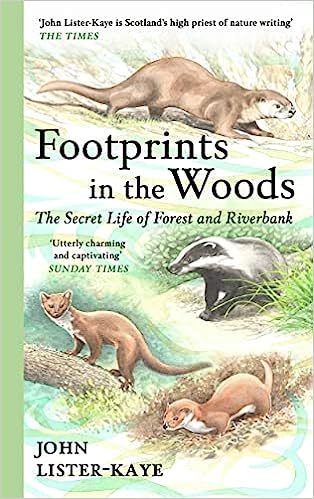 ‘John Lister-Kaye is Scotland’s high priest of nature writing’
THE TIMES
Footprints
in the Woods
The Secret Life of Forest and Riverbank
‘Utterly charming
and captivating’
SUNDAY TIMES
JOHN
LISTER-KAYE